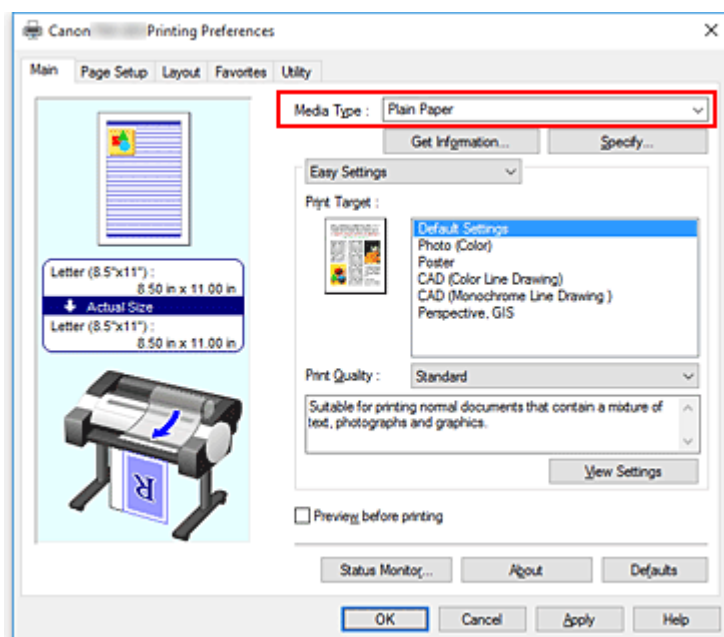 Canon Printing Preferences
Main Page Setup Layout Favorites Utility
Media Type : Plain Paper
Get Information... Specify...
Easy Settings
Print Target :
Default Settings
Photo (Color)
Poster
CAD (Color Line Drawing)
CAD (Monochrome Line Drawing )
Perspective, GIS
Letter (8.5"x11") :
8.50 in x 11.00 in
Actual Size
Letter (8.5"x11") :
8.50 in x 11.00 in
R
Print Quality : Standard
Suitable for printing normal documents that contain a mixture of
text, photographs and graphics.
View Settings
Preview before printing
Status Monitor... About Defaults
OK Cancel Apply Help